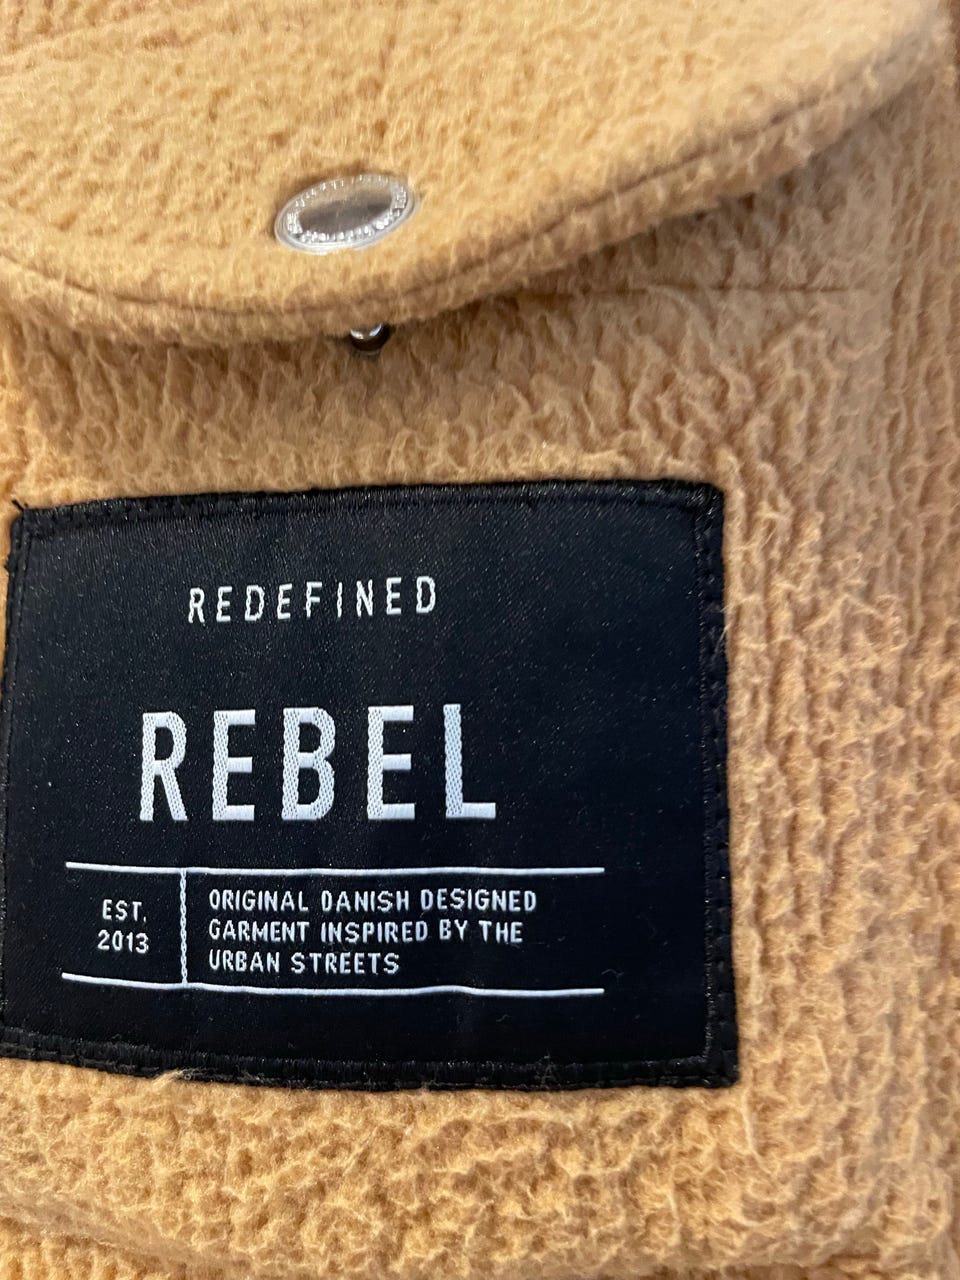 REDEFINED
REBEL
EST.
2013
ORIGINAL DANISH DESIGNED
GARMENT INSPIRED BY THE
URBAN STREETS